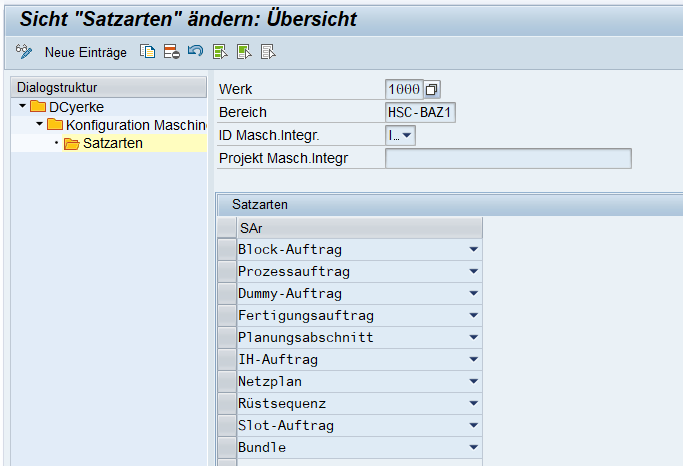 Sicht "Satzarten" ändern: Übersicht
Neue Einträge
Dialogstruktur
DCyerke
Konfiguration Maschin
Satzarten
Werk 1000
Bereich HSC-BAZ1
ID Masch.Integr. I…
Projekt Masch.Integr
Satzarten
SAr
Block-Auftrag
Prozessauftrag
Dummy-Auftrag
Fertigungsauftrag
Planungsabschnitt
IH-Auftrag
Netzplan
Rüstsequenz
Slot-Auftrag
Bundle